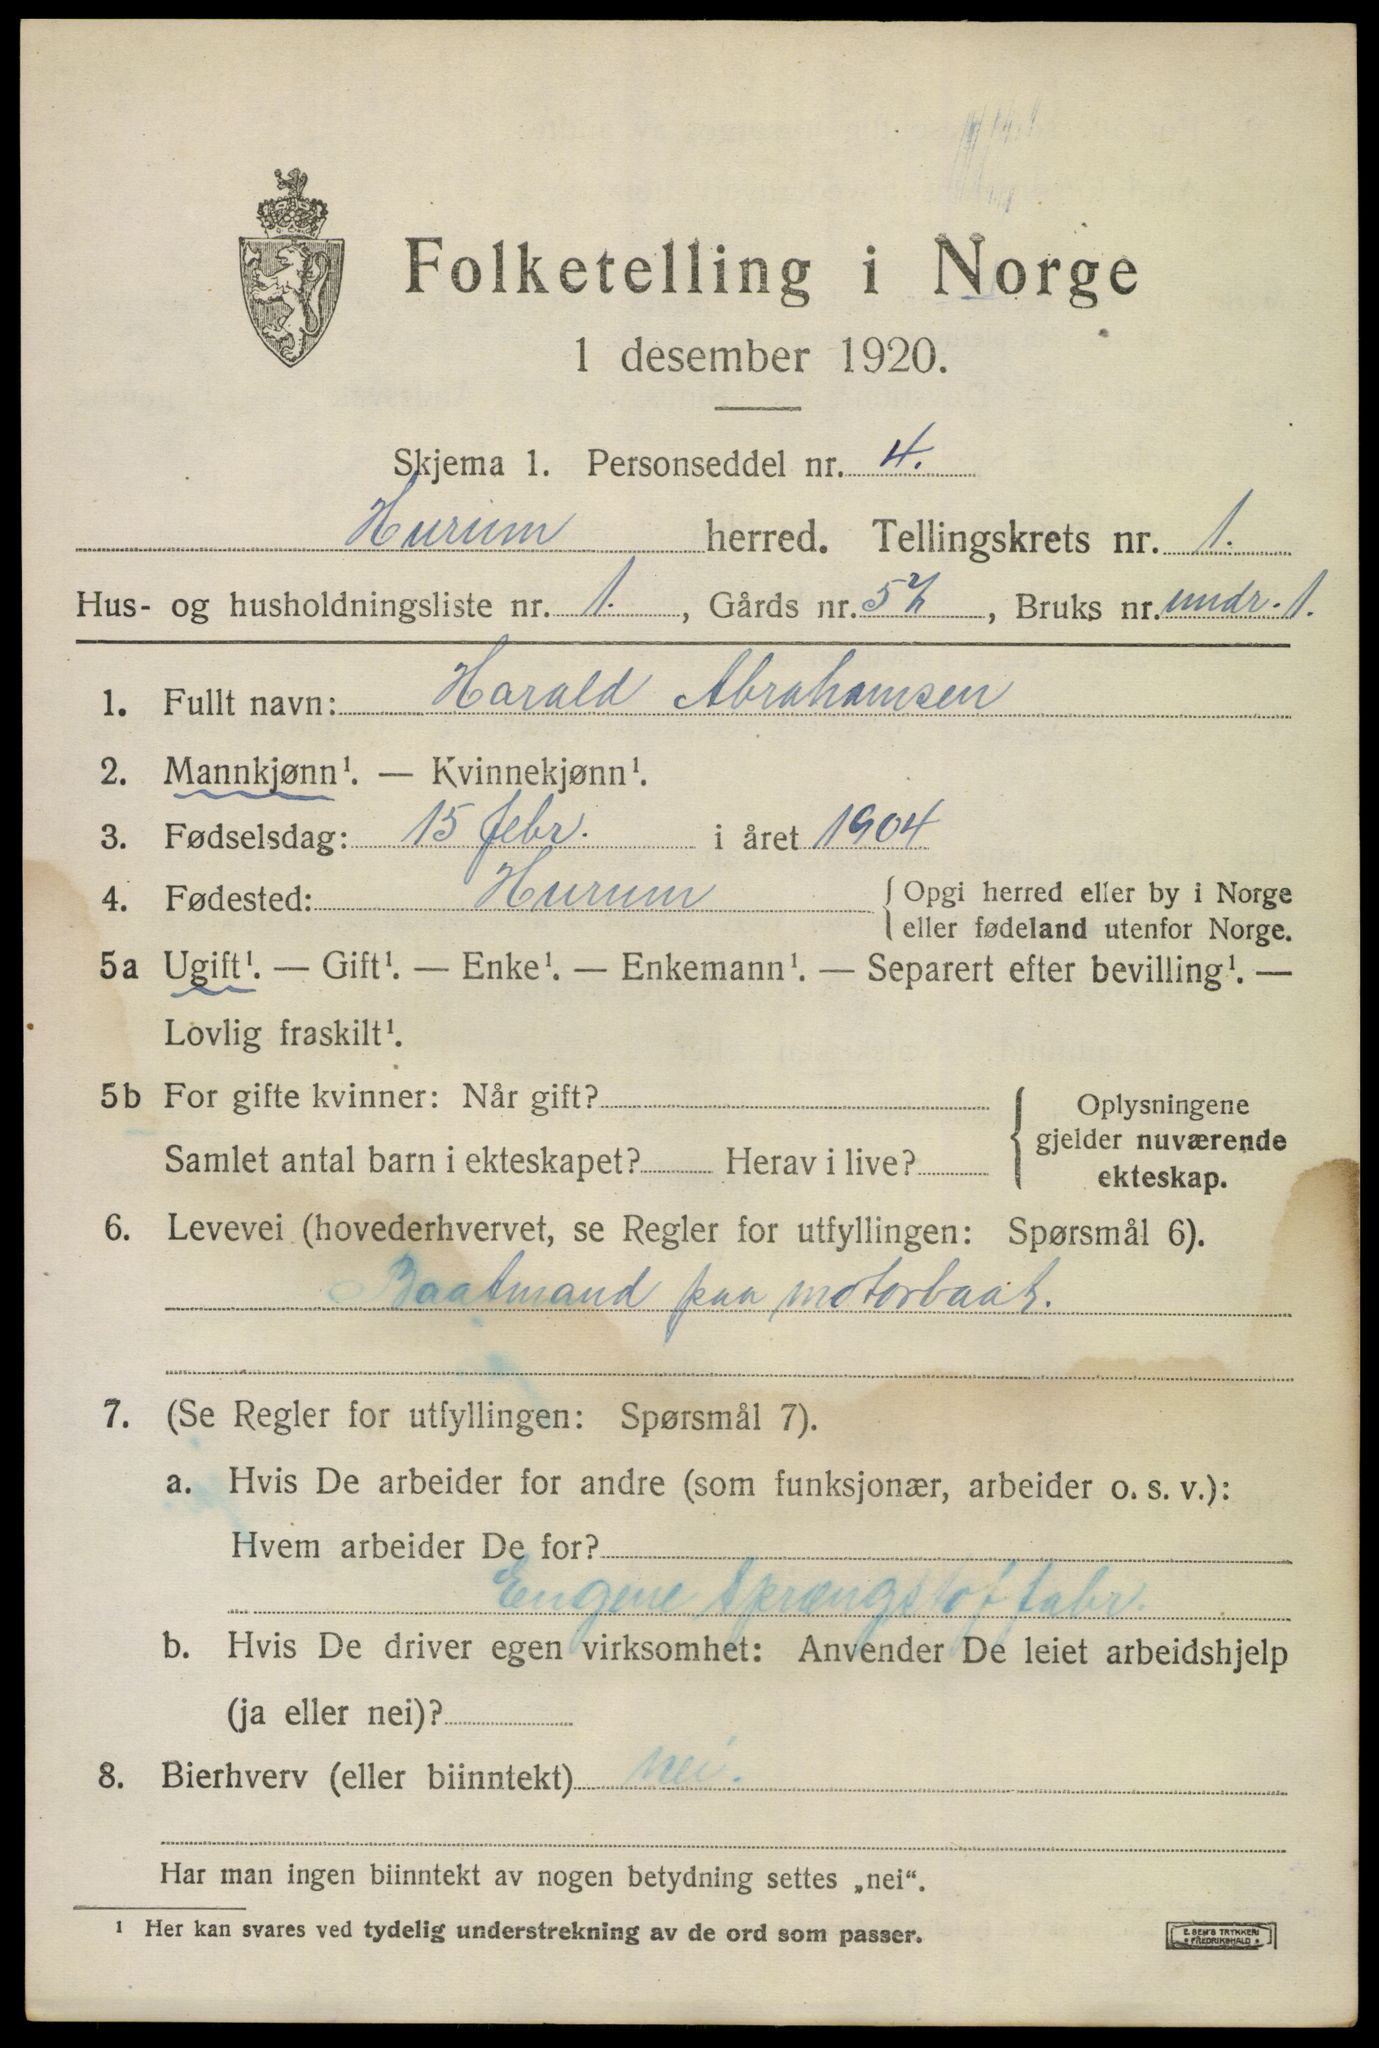 Folketelling i Norge
1 desember 1920.
Skjema 1. Personseddel nr. 4.
Hurum herred. Tellingskrets nr. 1.
Hus- og husholdningsliste nr. 1., Gårds nr. 57, Bruks nr. undr. 1.
1. Fullt navn: Harald Abrahamsen
2. Mannkjønn¹. — Kvinnekjønn¹.
3. Fødselsdag: 15 febr. i året 1904
4. Fødested: Hurum { Opgi herred eller by i Norge
eller fødeland utenfor Norge.
5a Ugift¹. — Gift¹. — Enke¹. — Enkemann¹. — Separert efter bevilling¹. —
Lovlig fraskilt¹.
5b For gifte kvinner: Når gift? { Oplysningene
gjelder nuværende
Samlet antal barn i ekteskapet? Herav i live?
ekteskap.
6. Levevei (hovederhvervet, se Regler for utfyllingen: Spørsmål 6).
Baatmand paa motorbaat.
7. (Se Regler for utfyllingen: Spørsmål 7).
a. Hvis De arbeider for andre (som funksjonær, arbeider o. s. v.):
Hvem arbeider De for?
Engene Sprængstoffabr.
b. Hvis De driver egen virksomhet: Anvender De leiet arbeidshjelp
(ja eller nei)?
8. Bierhverv (eller biinntekt) nei.
Har man ingen biinntekt av nogen betydning settes „nei“.
¹ Her kan svares ved tydelig understrekning av de ord som passer.
E. SEM'S TRYKKERI
• FREDRIKSHALD •